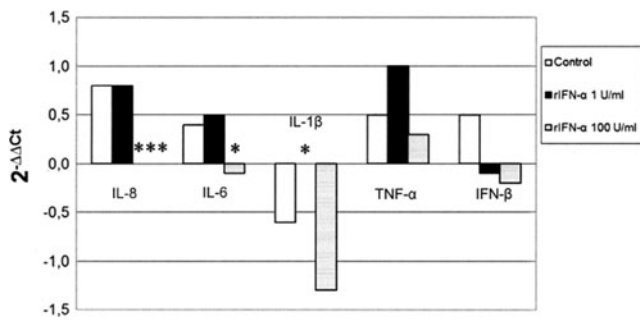 1,5
1,0
0,5
0,0
-0,5
-1,0
-1,5
2-ΔΔCt
IL-8
***
IL-6
*
IL-1β
*
TNF-α
IFN-β
Control
rIFN-α 1 U/ml
rIFN-α 100 U/ml